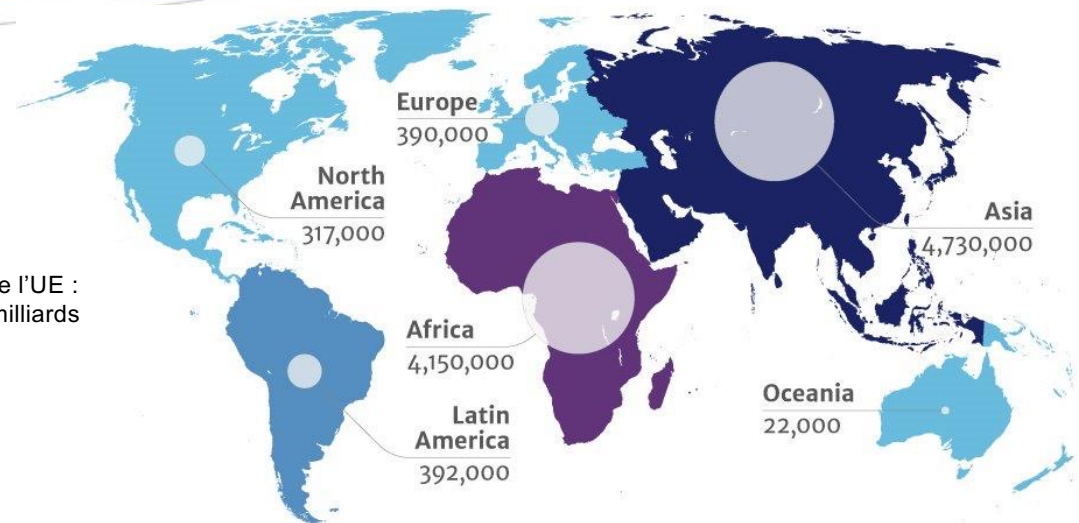 Europe
390,000
North
America
317,000
Asia
4,730,000
e l’UE :
nilliards
Africa
4,150,000
Oceania
22,000
Latin
America
392,000